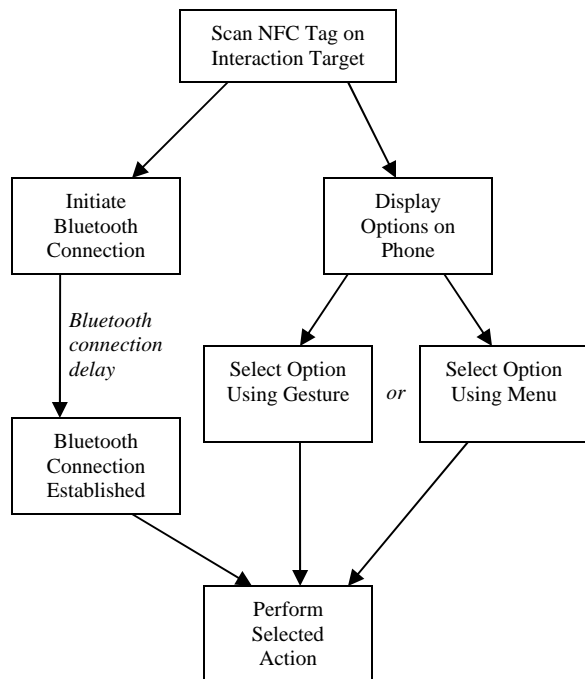 Scan NFC Tag on
Interaction Target
Initiate
Bluetooth
Connection
Display
Options on
Phone
Bluetooth
connection
delay
Select Option
Using Gesture
or
Select Option
Using Menu
Bluetooth
Connection
Established
Perform
Selected
Action